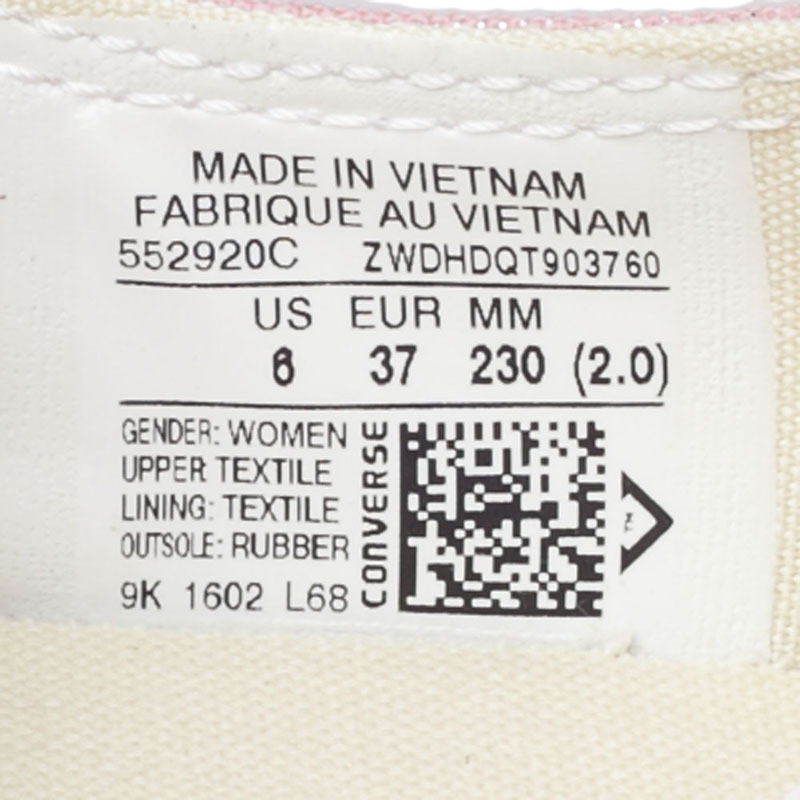 MADE IN VIETNAM
FABRIQUE AU VIETNAM
552920C ZWDHDQT903760
US EUR MM
6 37 230 (2.0)
GENDER: WOMEN
UPPER TEXTILE
LINING: TEXTILE
OUTSOLE: RUBBER
9K 1602 L68
CONVERSE